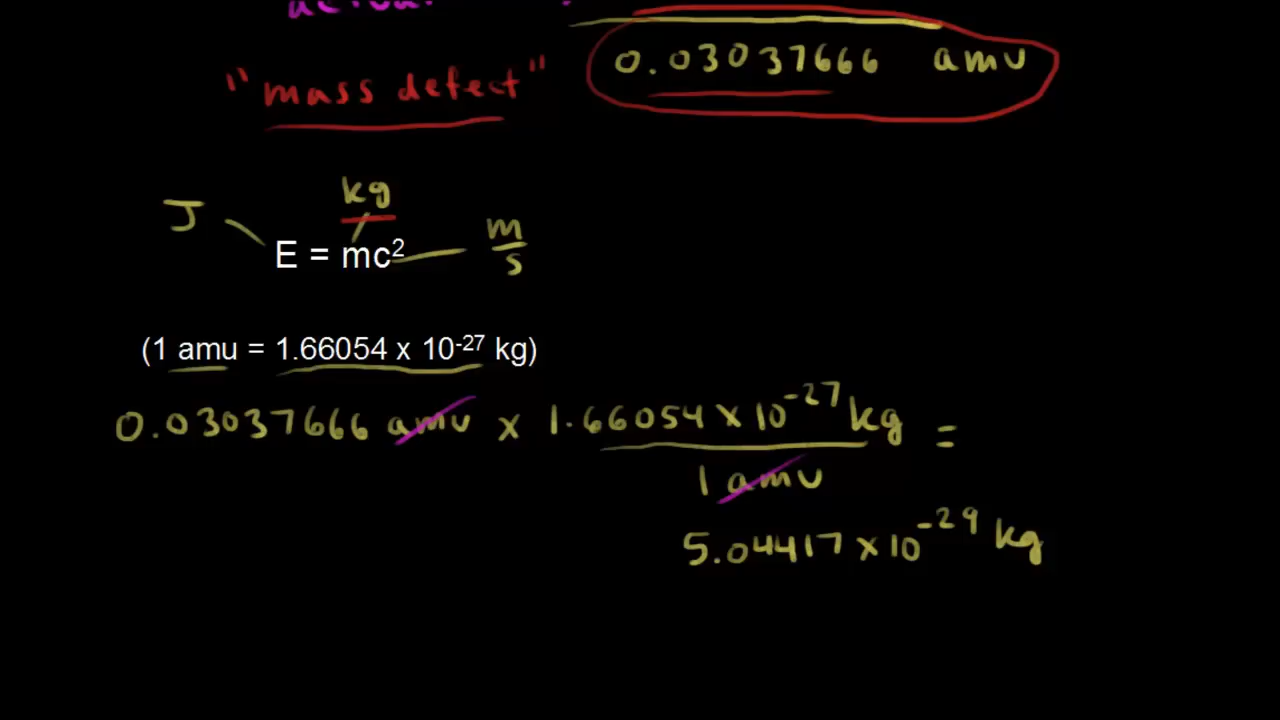 actual
0.03037666 amu
"mass defect"
kg
J
m
s
E = mc²
(1 amu = 1.66054 x 10⁻²⁷ kg)
0.03037666 amu x 1.66054 x 10⁻²⁷ kg =
1 amu
5.04417 x 10⁻²⁹ kg